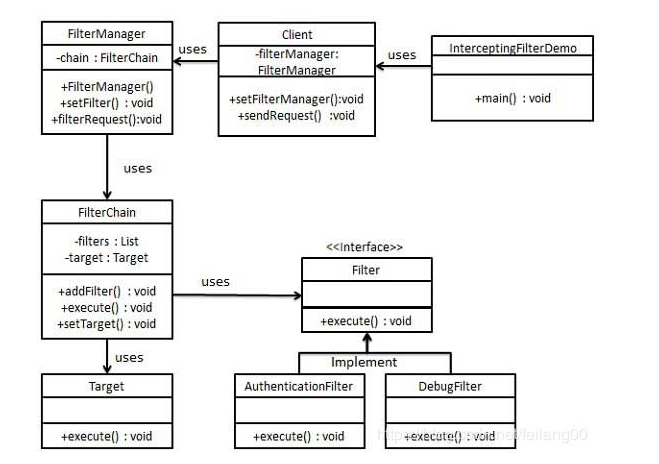 FilterManager
-chain : FilterChain
+FilterManager()
+setFilter() : void
+filterRequest():void
uses
Client
-filterManager:
FilterManager
+setFilterManager():void
+sendRequest() :void
uses
InterceptingFilterDemo
+main() : void
uses
FilterChain
-filters : List
-target : Target
+addFilter() : void
+execute() : void
+setTarget() : void
uses
<<Interface>>
Filter
+execute() : void
uses
Implement
Target
+execute() : void
AuthenticationFilter
+execute() : void
DebugFilter
+execute() : void